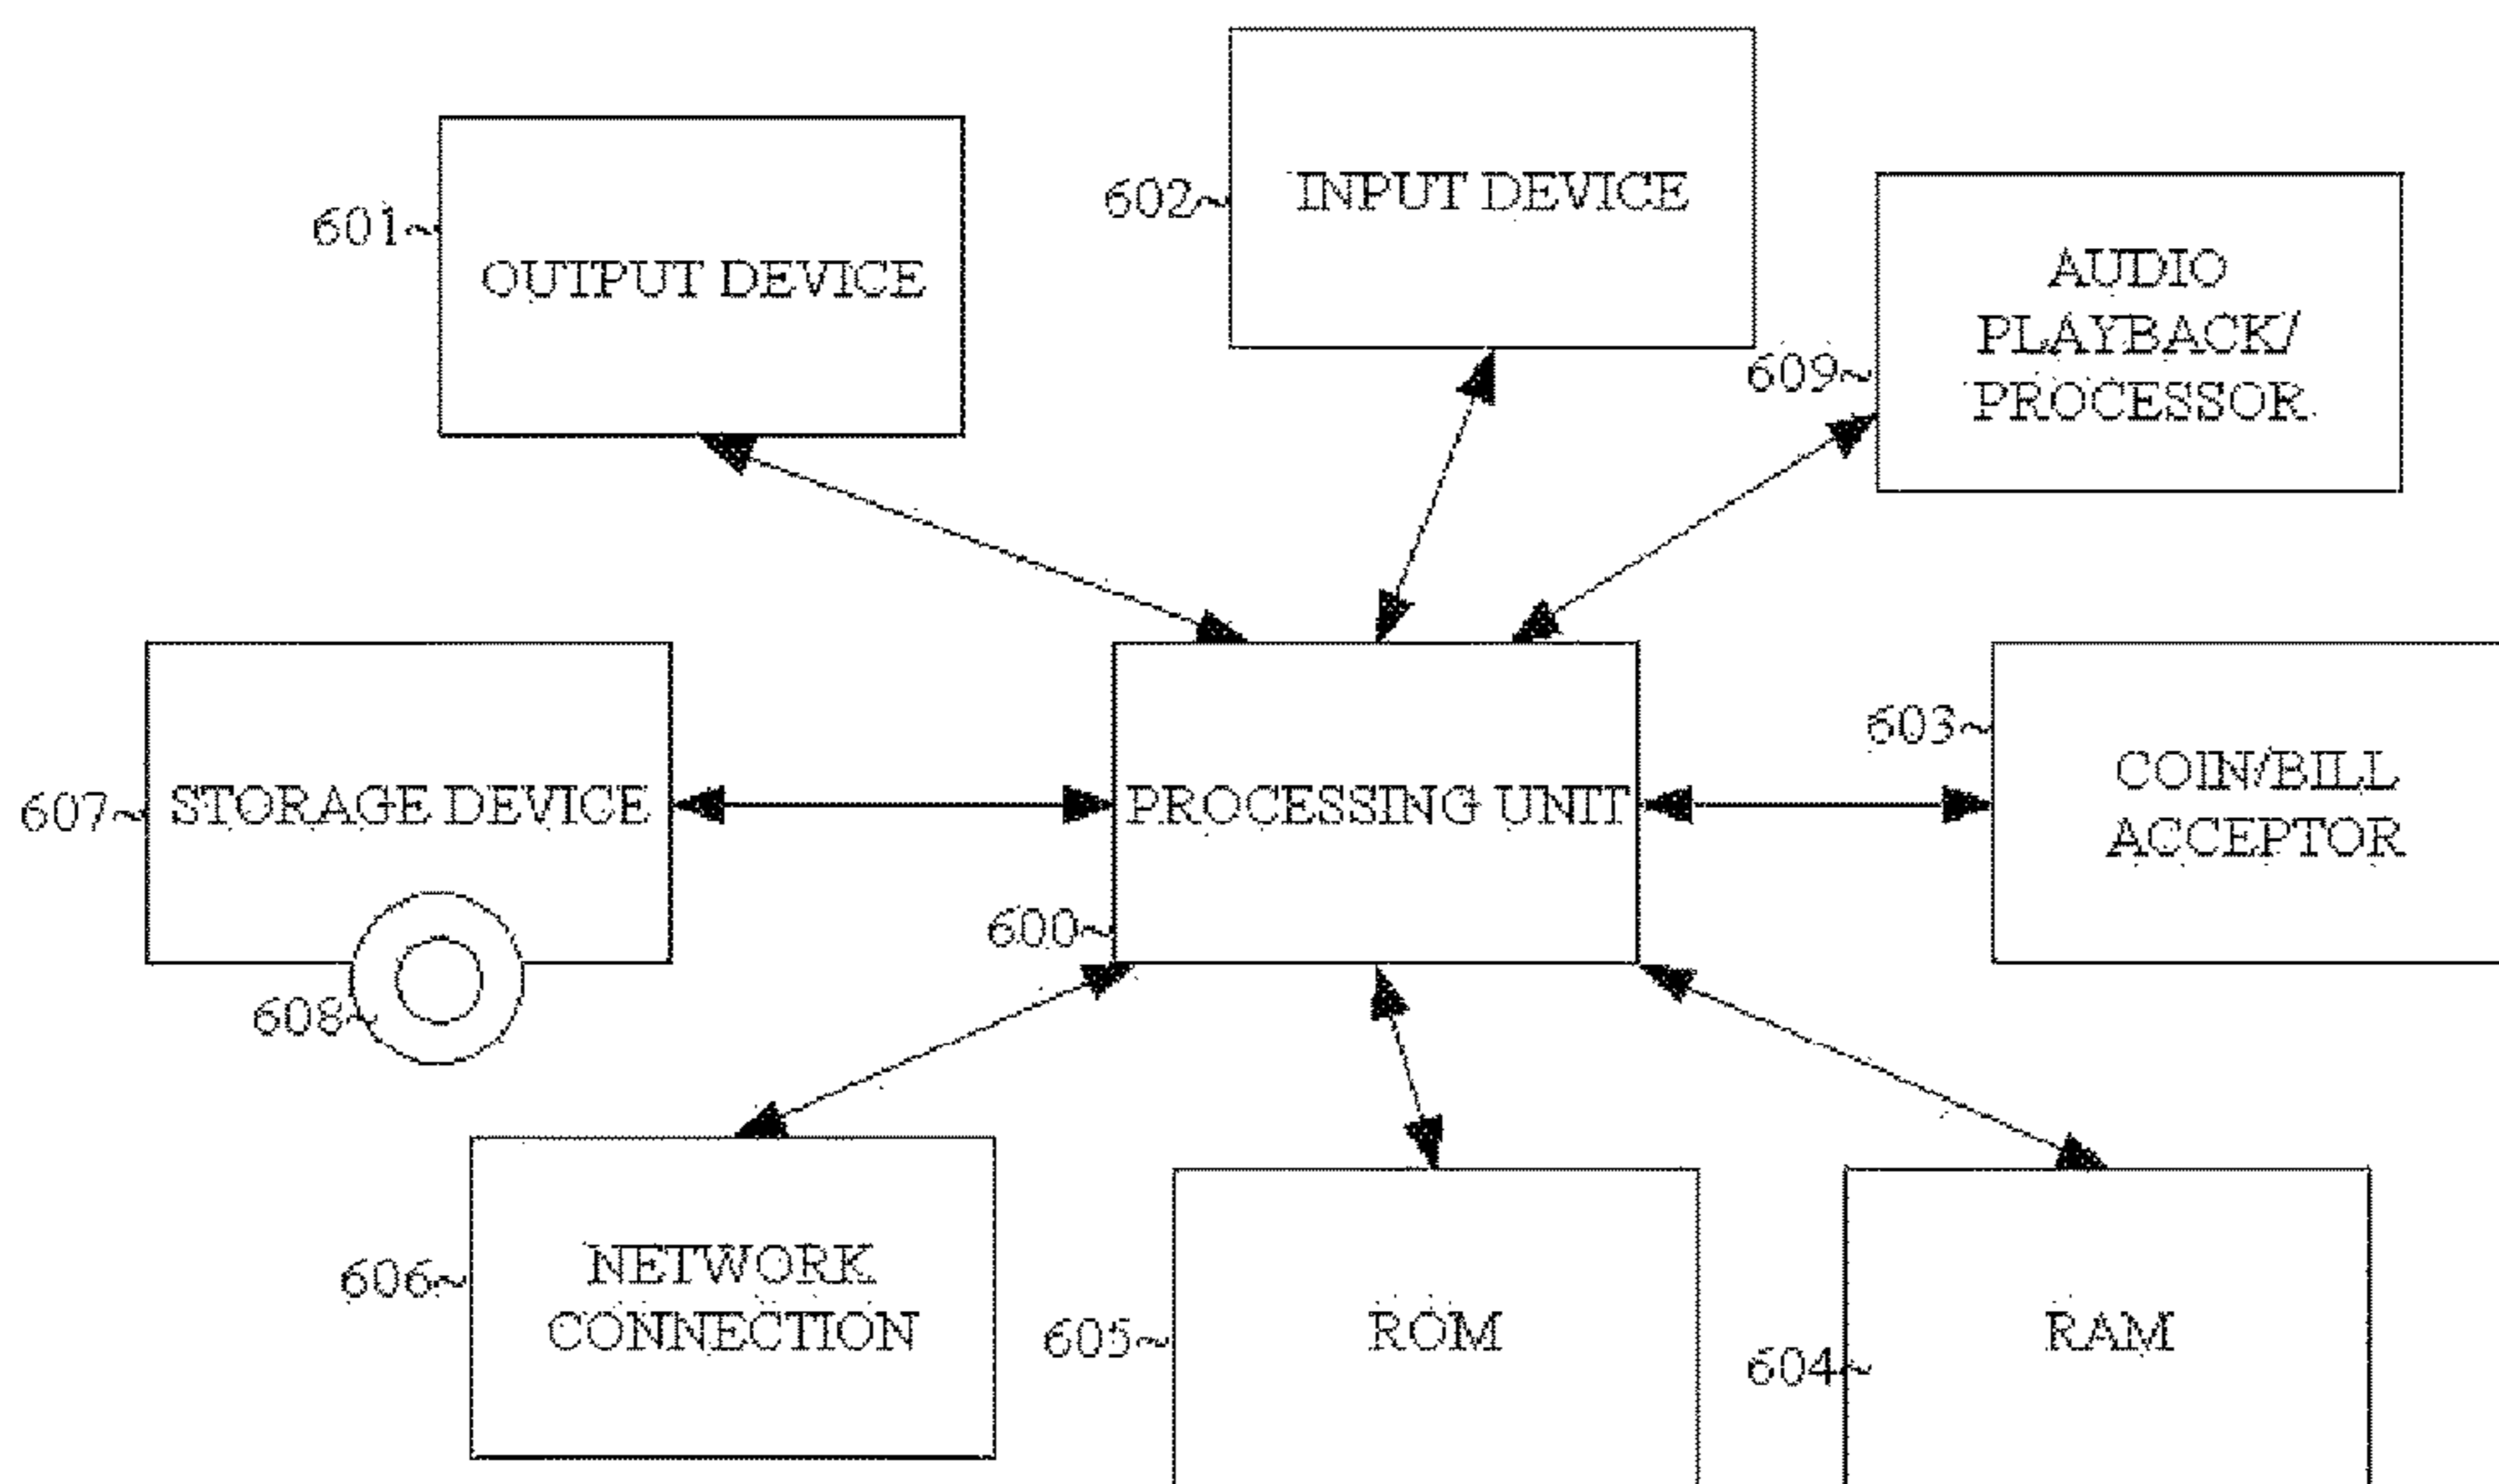 602~
INPUT DEVICE
601~
OUTPUT DEVICE
609~
AUDIO
PLAYBACK/
PROCESSOR
607~
STORAGE DEVICE
608~
600~
PROCESSING UNIT
603~
COIN/BILL
ACCEPTOR
606~
NETWORK
CONNECTION
605~
ROM
604~
RAM